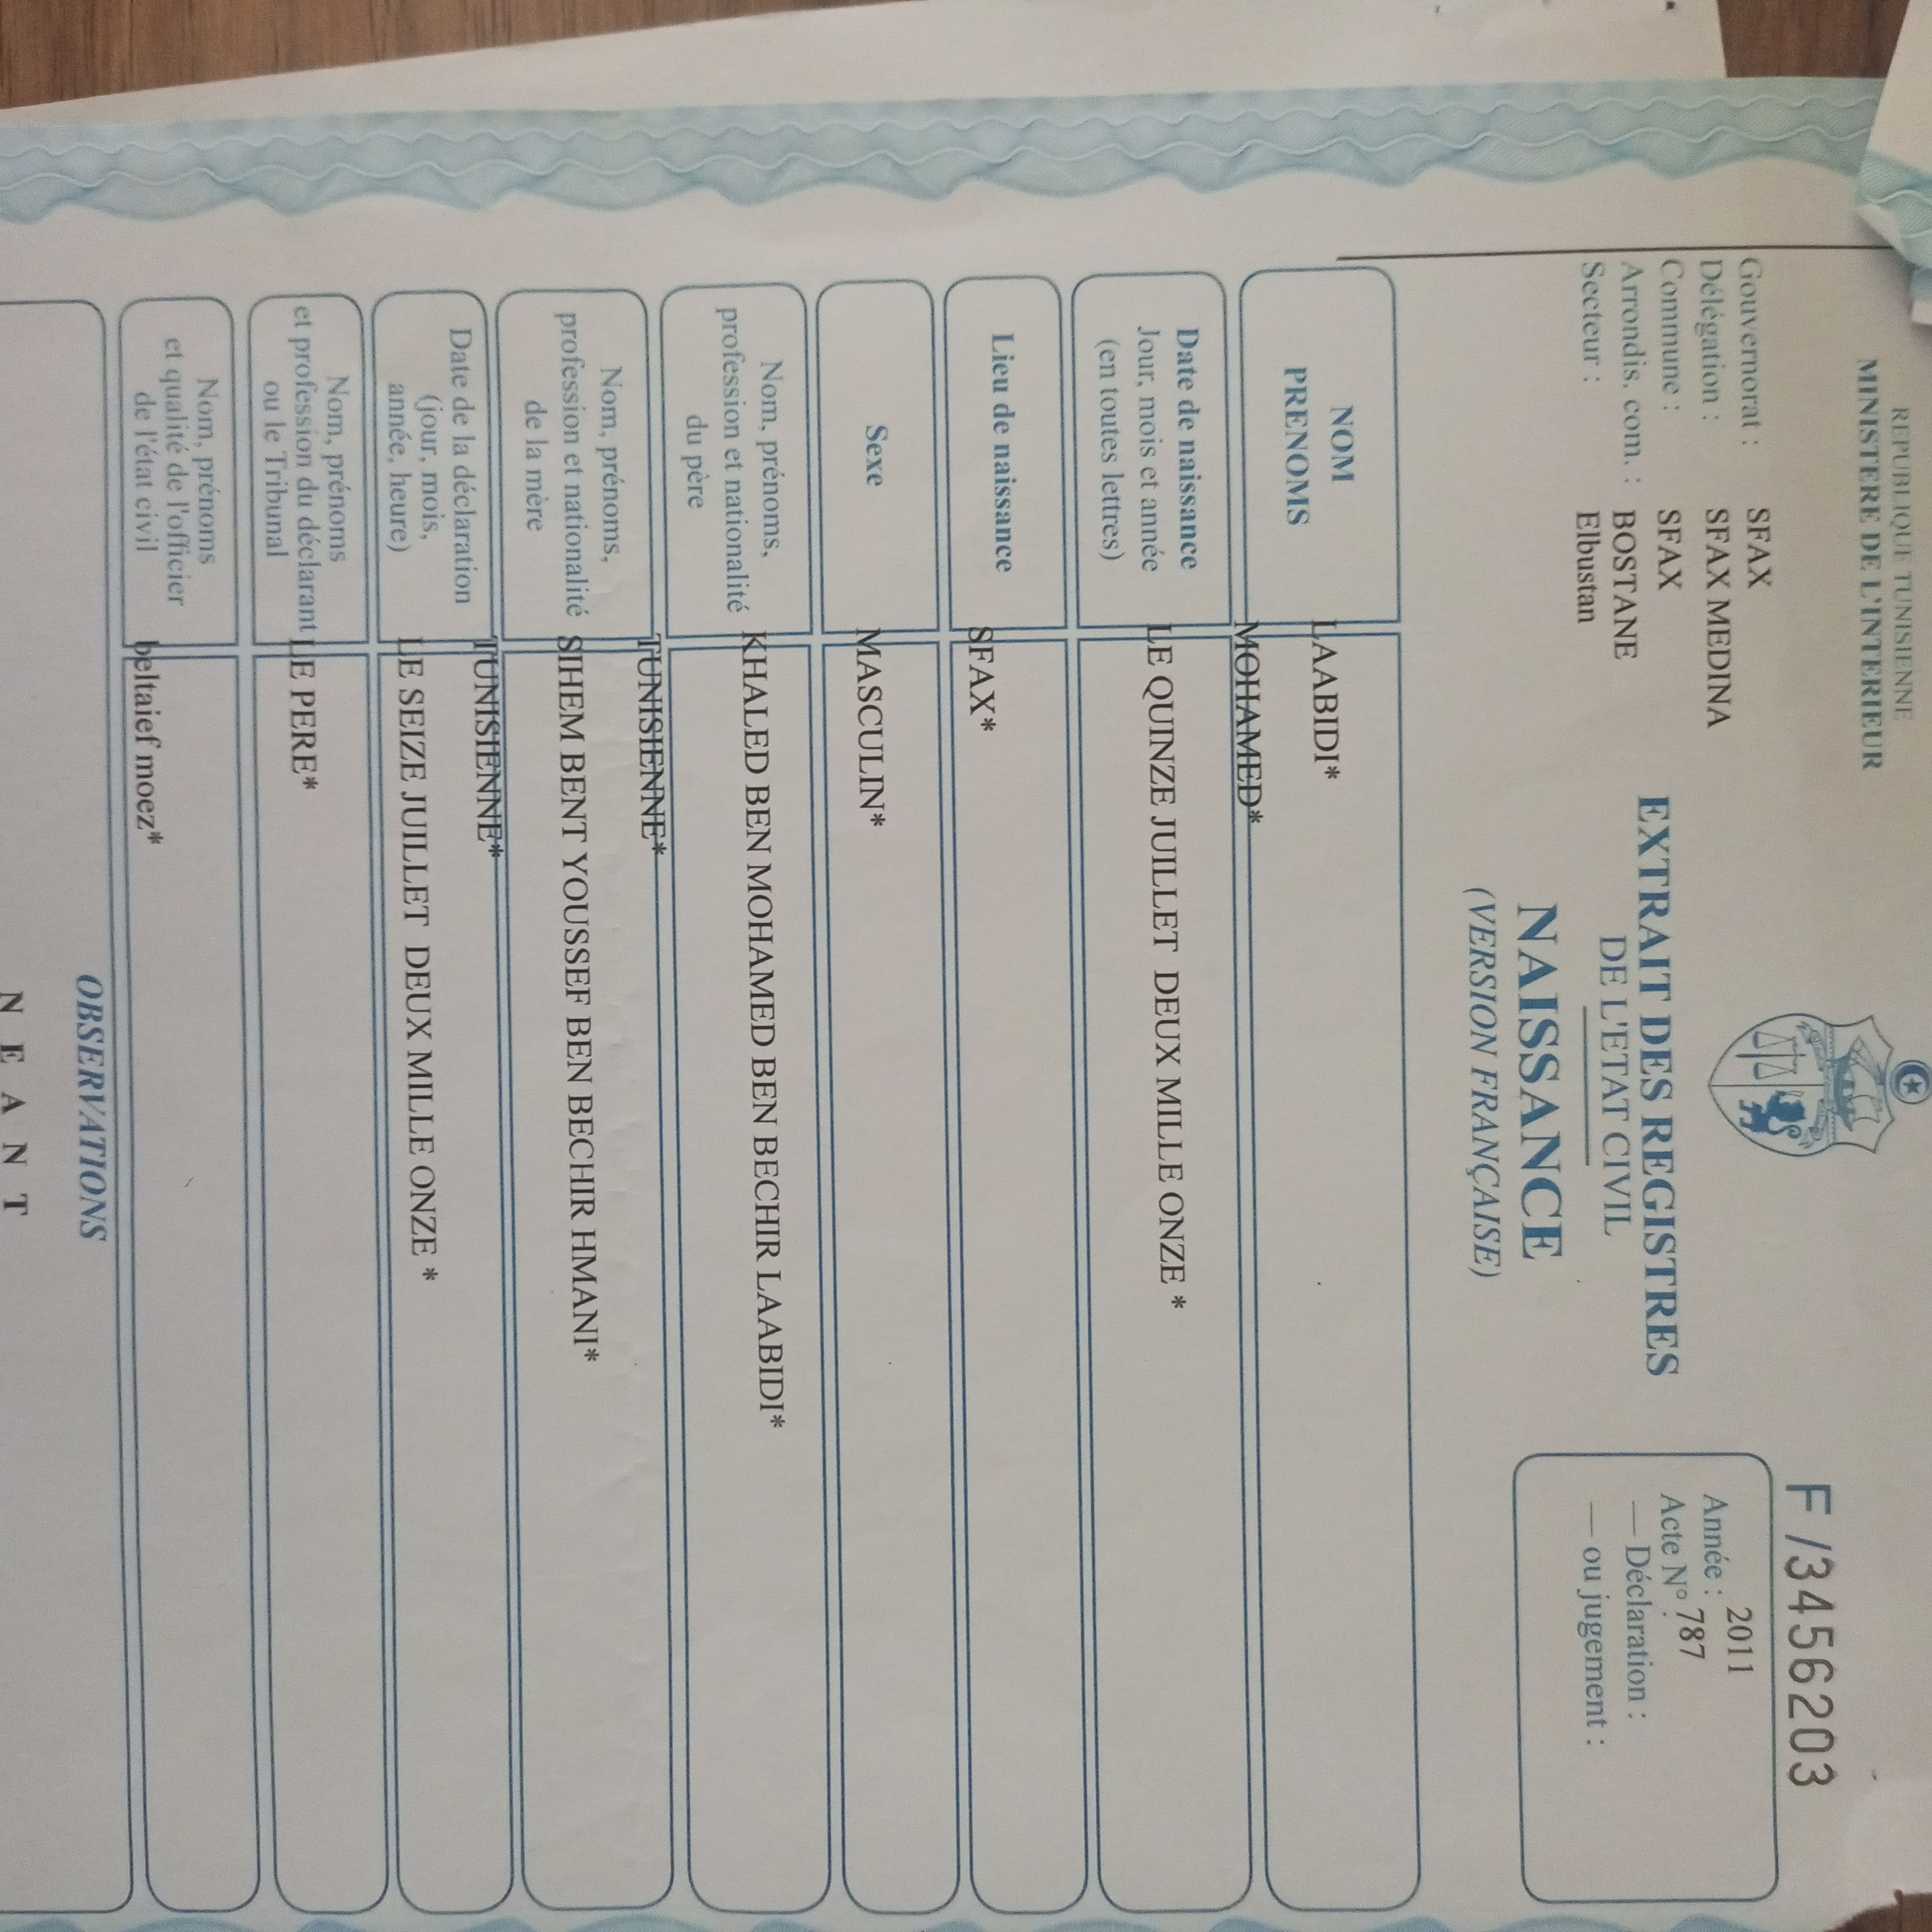 REPUBLIQUE TUNISIENNE
MINISTERE DE L'INTERIEUR
F /3456203
Gouvernorat : SFAX
Délégation : SFAX MEDINA
Commune : SFAX
Arrondis. com. : BOSTANE
Secteur : Elbustan
EXTRAIT DES REGISTRES
DE L'ETAT CIVIL
NAISSANCE
(VERSION FRANÇAISE)
Année : 2011
Acte N° : 787
— Déclaration :
— ou jugement :
NOM LAABIDI*
PRENOMS MOHAMED*
Date de naissance
Jour, mois et année LE QUINZE JUILLET DEUX MILLE ONZE *
(en toutes lettres)
Lieu de naissance SFAX*
Sexe MASCULIN*
Nom, prénoms, KHALED BEN MOHAMED BEN BECHIR LAABIDI*
profession et nationalité
du père TUNISIENNE*
Nom, prénoms,
profession et nationalité SIHEM BENT YOUSSEF BEN BECHIR HMANI*
de la mère TUNISIENNE*
Date de la déclaration
(jour, mois, LE SEIZE JUILLET DEUX MILLE ONZE *
année, heure)
Nom, prénoms
et profession du déclarant LE PERE*
ou le Tribunal
Nom, prénoms
et qualité de l'officier
de l'état civil beltaief moez*
OBSERVATIONS
N E A N T